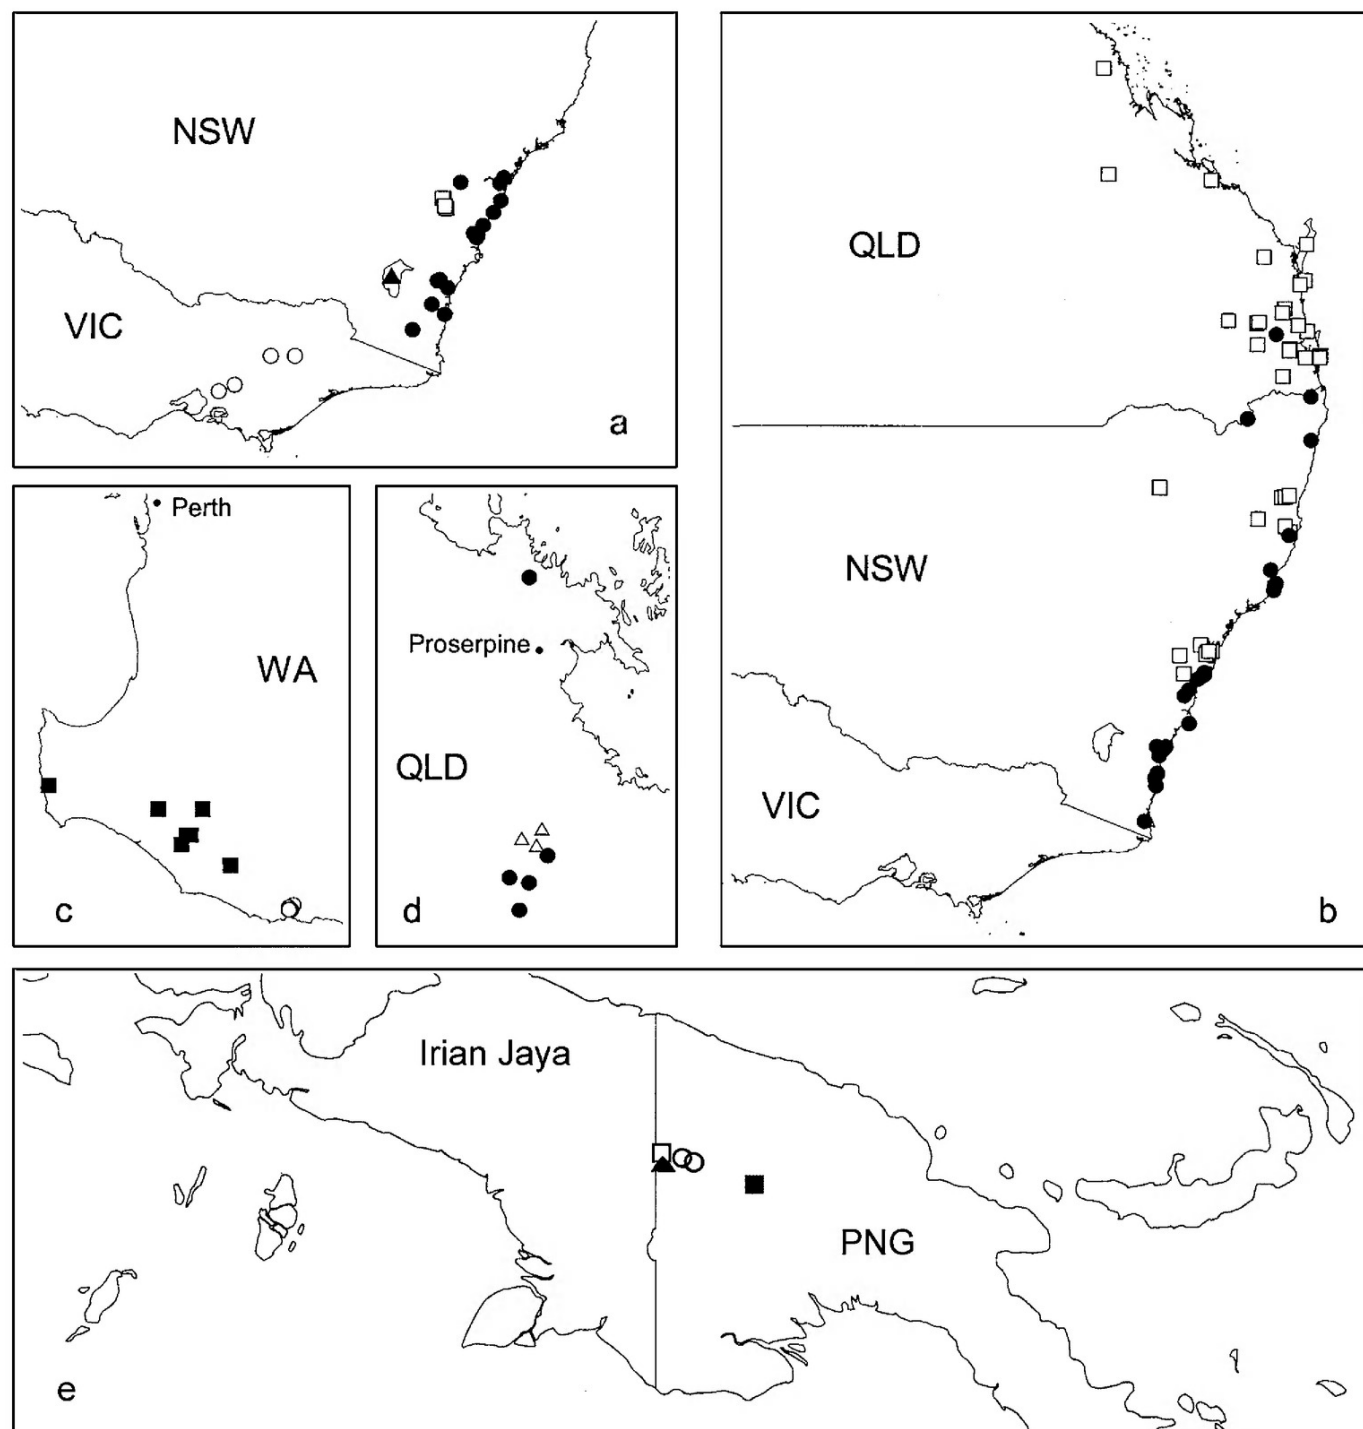 NSW
VIC
a
QLD
NSW
VIC
b
Perth
WA
c
Proserpine
QLD
d
Irian Jaya
PNG
e